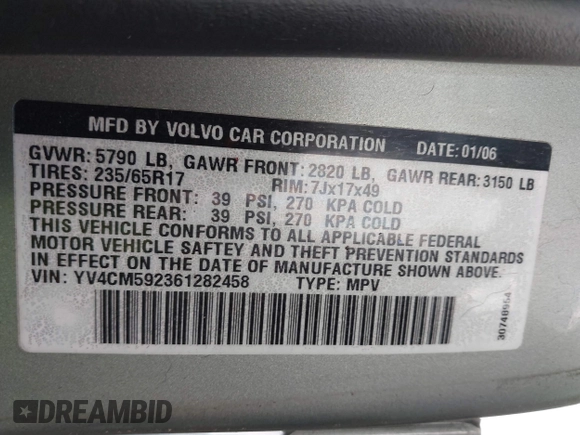 MFD BY VOLVO CAR CORPORATION DATE: 01/06
GVWR: 5790 LB, GAWR FRONT: 2820 LB, GAWR REAR: 3150 LB
TIRES: 235/65R17 RIM: 7Jx17x49
PRESSURE FRONT: 39 PSI, 270 KPA COLD
PRESSURE REAR: 39 PSI, 270 KPA COLD
THIS VEHICLE CONFORMS TO ALL APPLICABLE FEDERAL
MOTOR VEHICLE SAFTEY AND THEFT PREVENTION STANDARDS
IN EFFECT ON THE DATE OF MANUFACTURE SHOWN ABOVE.
VIN: YV4CM592361282458 TYPE: MPV
30748954
DREAMBID